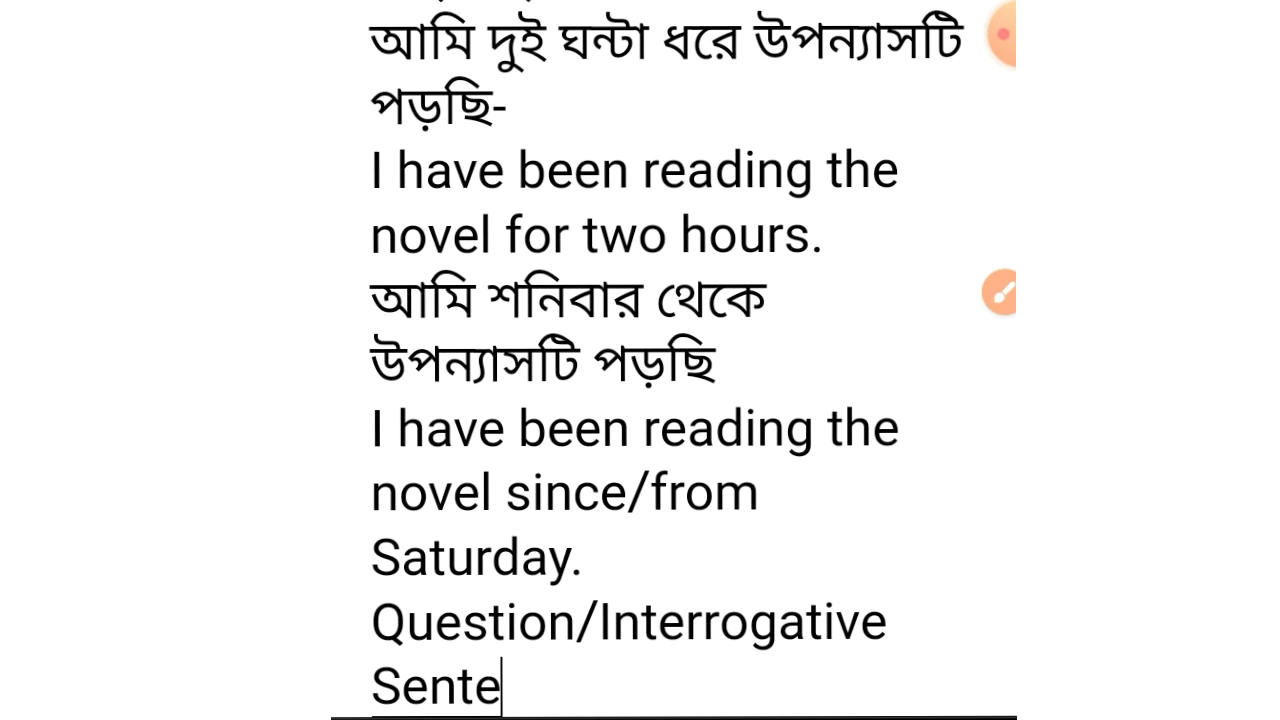 আমি দুই ঘন্টা ধরে উপন্যাসটি
পড়ছি-
I have been reading the
novel for two hours.
আমি শনিবার থেকে
উপন্যাসটি পড়ছি
I have been reading the
novel since/from
Saturday.
Question/Interrogative
Sente